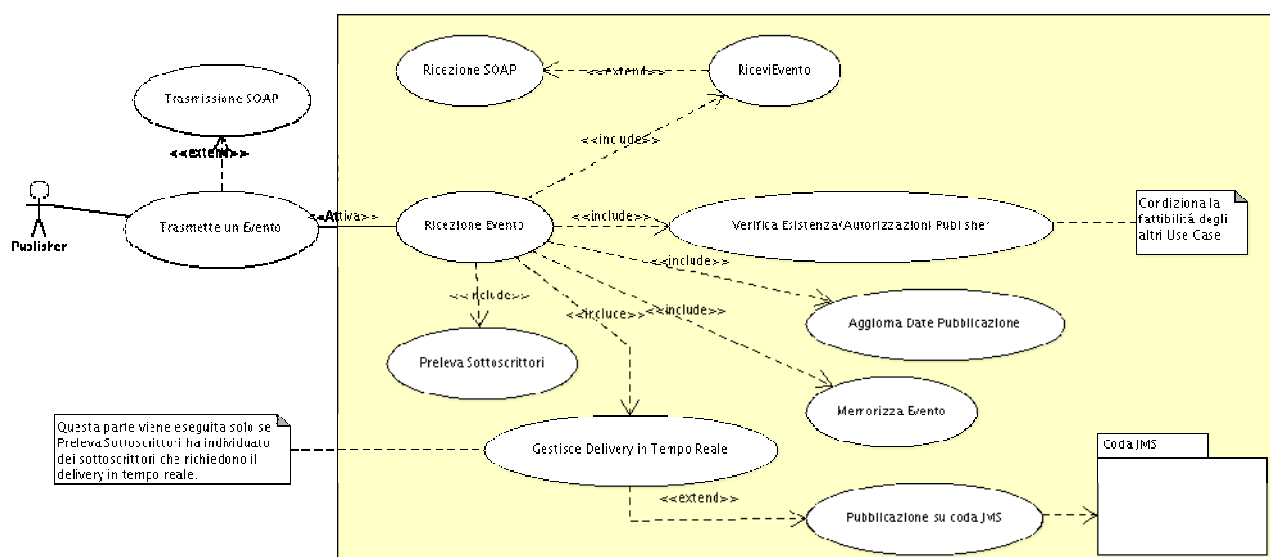 Ricezione SOAP
<<extend>>
RiceviEvento
Trasmissione SOAP
<<extend>>
<<include>>
Publisher
Trasmette un Evento
<<Attiva>>
Ricezione Evento
<<include>>
Verifica Esistenza/Autorizzazioni Publisher
Condiziona la
fattibilità degli
altri Use Case
<<include>>
<<include>>
<<include>>
<<include>>
Aggiorna Date Pubblicazione
Preleva Sottoscrittori
Memorizza Evento
Questa parte viene eseguita solo se
Preleva Sottoscrittori ha individuato
dei sottoscrittori che richiedono il
delivery in tempo reale.
Gestisce Delivery in Tempo Reale
Coda JMS
<<extend>>
Pubblicazione su coda JMS